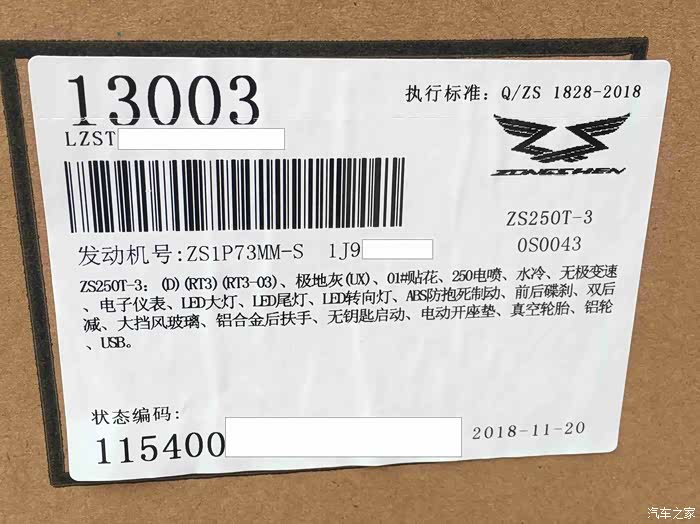 13003
执行标准: Q/ZS 1828-2018
LZST
ZONGSHEN
ZS250T-3
发动机号:ZS1P73MM-S 1J9
0S0043
ZS250T-3: (D)(RT3)(RT3-03)、极地灰(UX)、01#贴花、250电喷、水冷、无极变速
、电子仪表、LED大灯、LED尾灯、LED转向灯、ABS防抱死制动、前后碟刹、双后
减、大挡风玻璃、铝合金后扶手、无钥匙启动、电动开座垫、真空轮胎、铝轮
、USB。
状态编码:
115400
2018-11-20
汽车之家